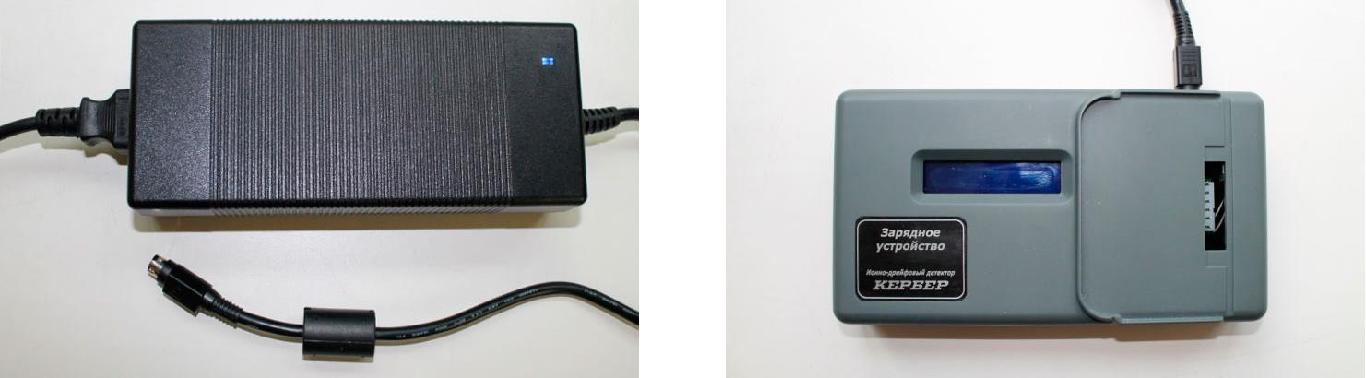 Зарядное
устройство
Ионно-дрейфовый детектор
КЕРБЕР